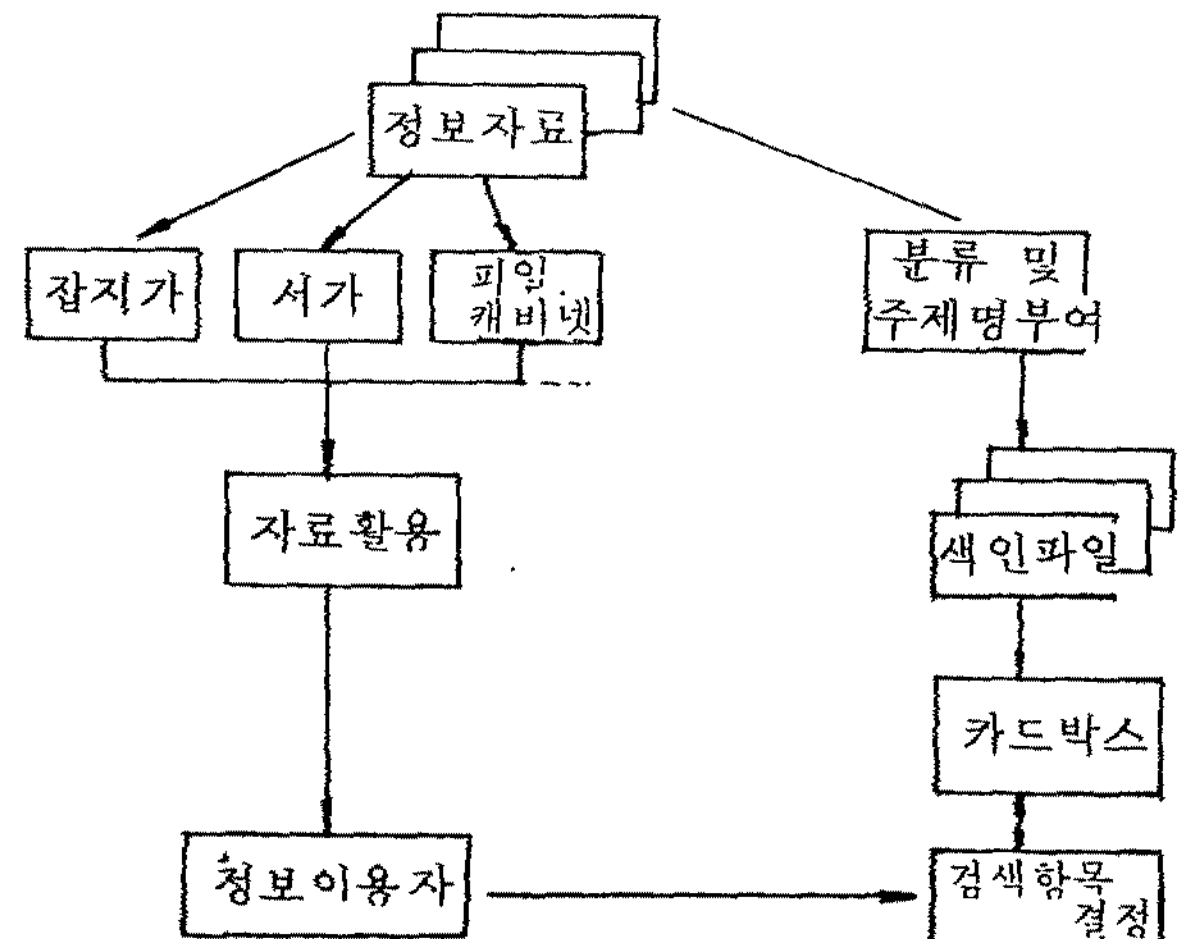 정보자료
잡지가
서가
파일
캐비넷
분류 및
주제명부여
자료활용
색인파일
카드박스
정보이용자
검색항목
결정